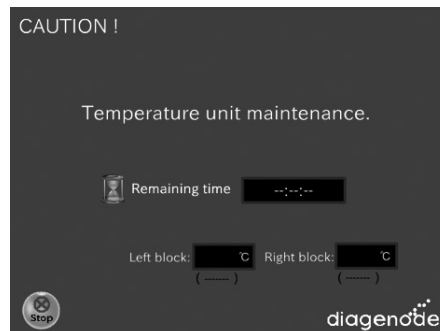 CAUTION !
Temperature unit maintenance.
Remaining time --:--:--
Left block: ℃ Right block: ℃
( ------- ) ( ------- )
Stop
diagenode